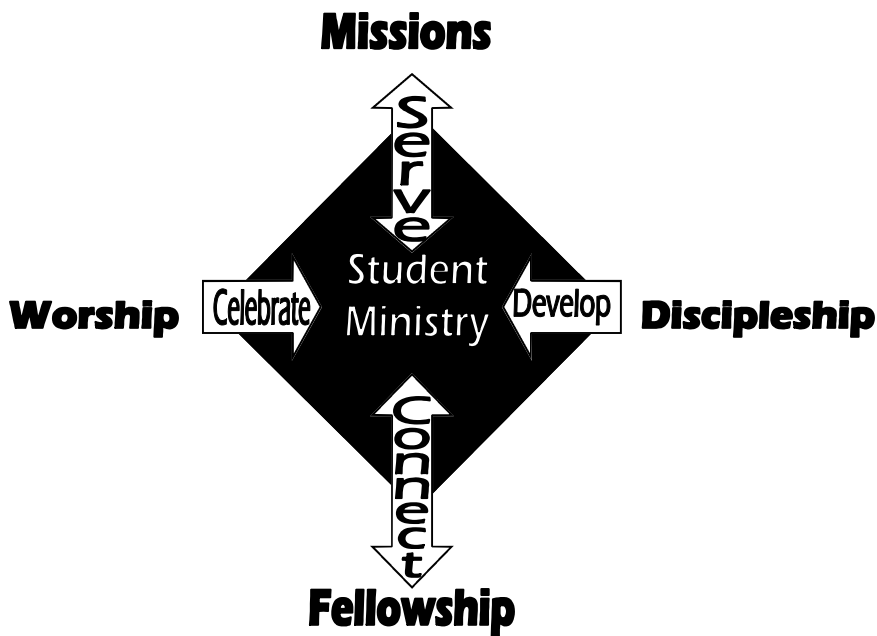 Missions
Serve
Student
Ministry
Worship
Celebrate
Develop
Discipleship
Connect
Fellowship